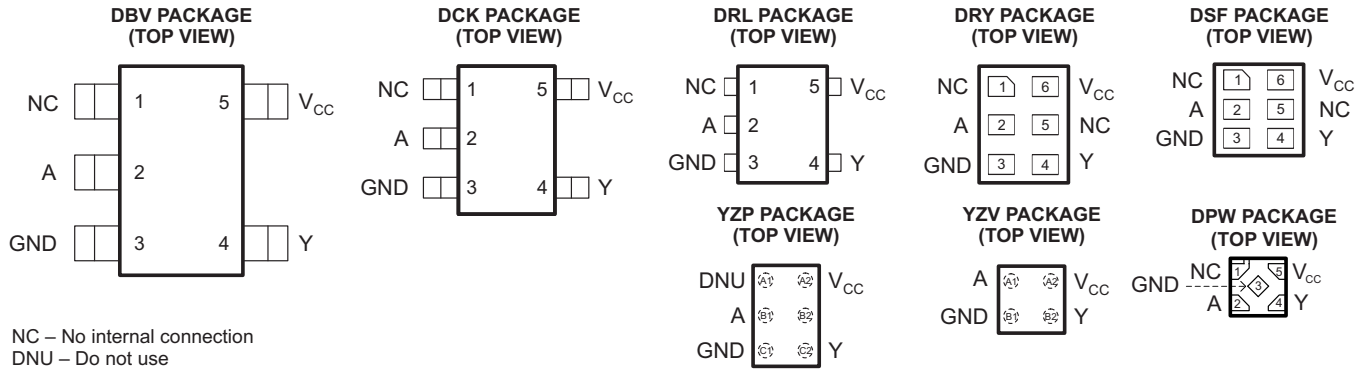 DBV PACKAGE
(TOP VIEW)
NC 1 5 VCC
A 2
GND 3 4 Y
DCK PACKAGE
(TOP VIEW)
NC 1 5 VCC
A 2
GND 3 4 Y
DRL PACKAGE
(TOP VIEW)
NC 1 5 VCC
A 2
GND 3 4 Y
DRY PACKAGE
(TOP VIEW)
NC 1 6 VCC
A 2 5 NC
GND 3 4 Y
DSF PACKAGE
(TOP VIEW)
NC 1 6 VCC
A 2 5 NC
GND 3 4 Y
YZP PACKAGE
(TOP VIEW)
DNU A1 A2 VCC
A B1 B2
GND C1 C2 Y
YZV PACKAGE
(TOP VIEW)
A A1 A2 VCC
GND B1 B2 Y
DPW PACKAGE
(TOP VIEW)
NC 1 5 VCC
GND 3
A 2 4 Y
NC – No internal connection
DNU – Do not use